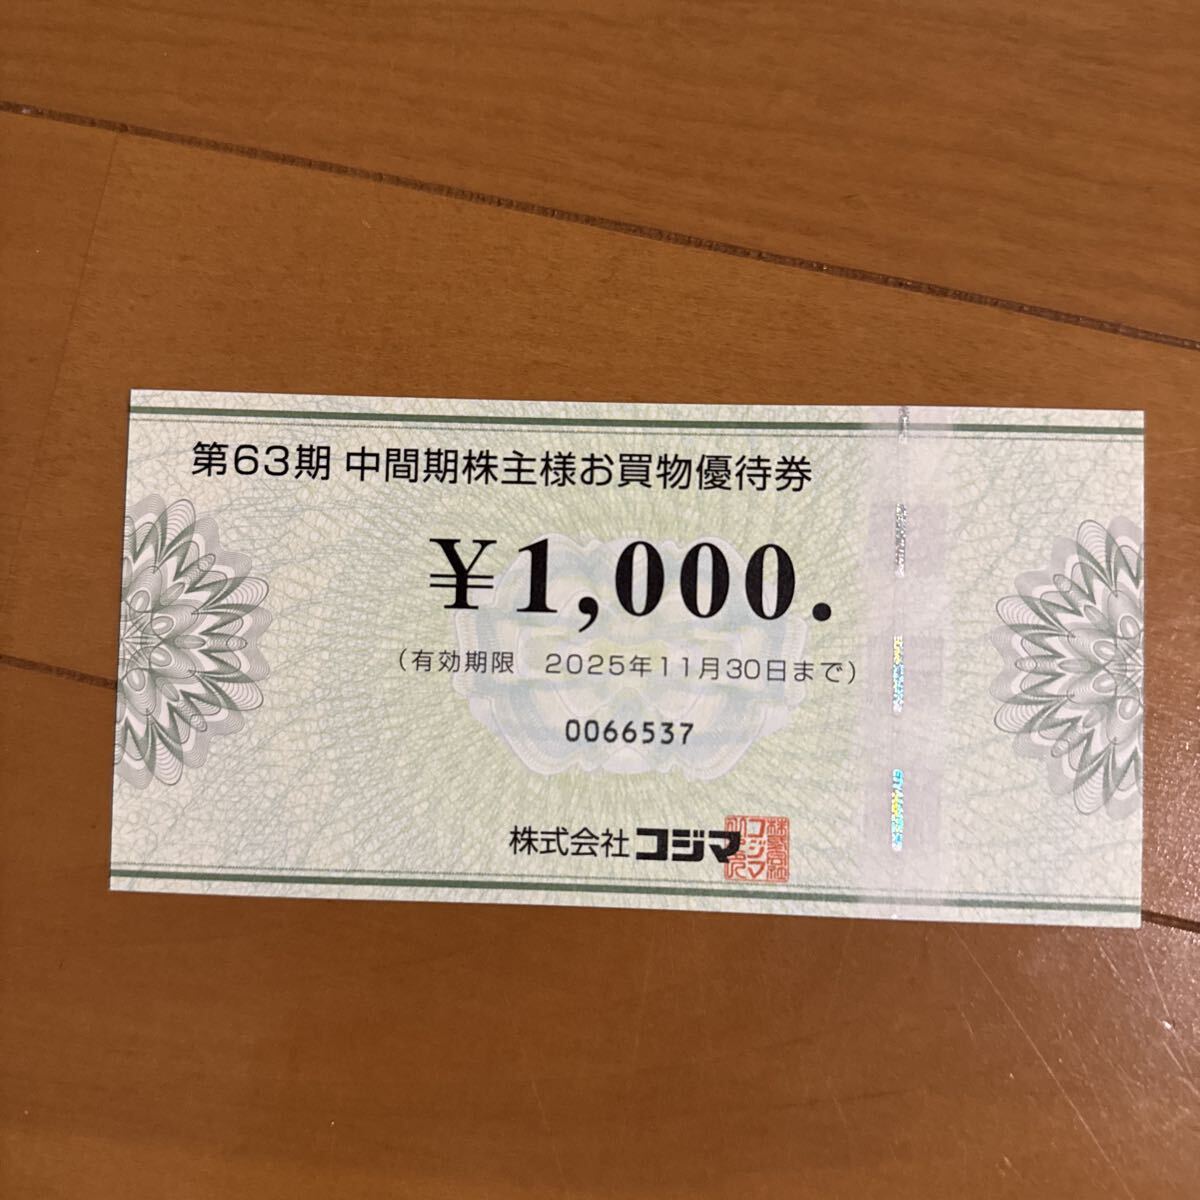 第63期 中間期株主様お買物優待券
¥1,000.
(有効期限　2025年11月30日まで)
0066537
株式会社 コジマ